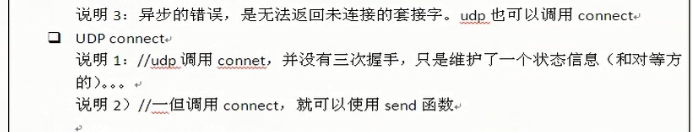 说明 3：异步的错误，是无法返回未连接的套接字。udp 也可以调用 connect
UDP connect
说明 1：//udp 调用 connet，并没有三次握手，只是维护了一个状态信息（和对等方
的）。。。
说明 2）//一但调用 connect，就可以使用 send 函数